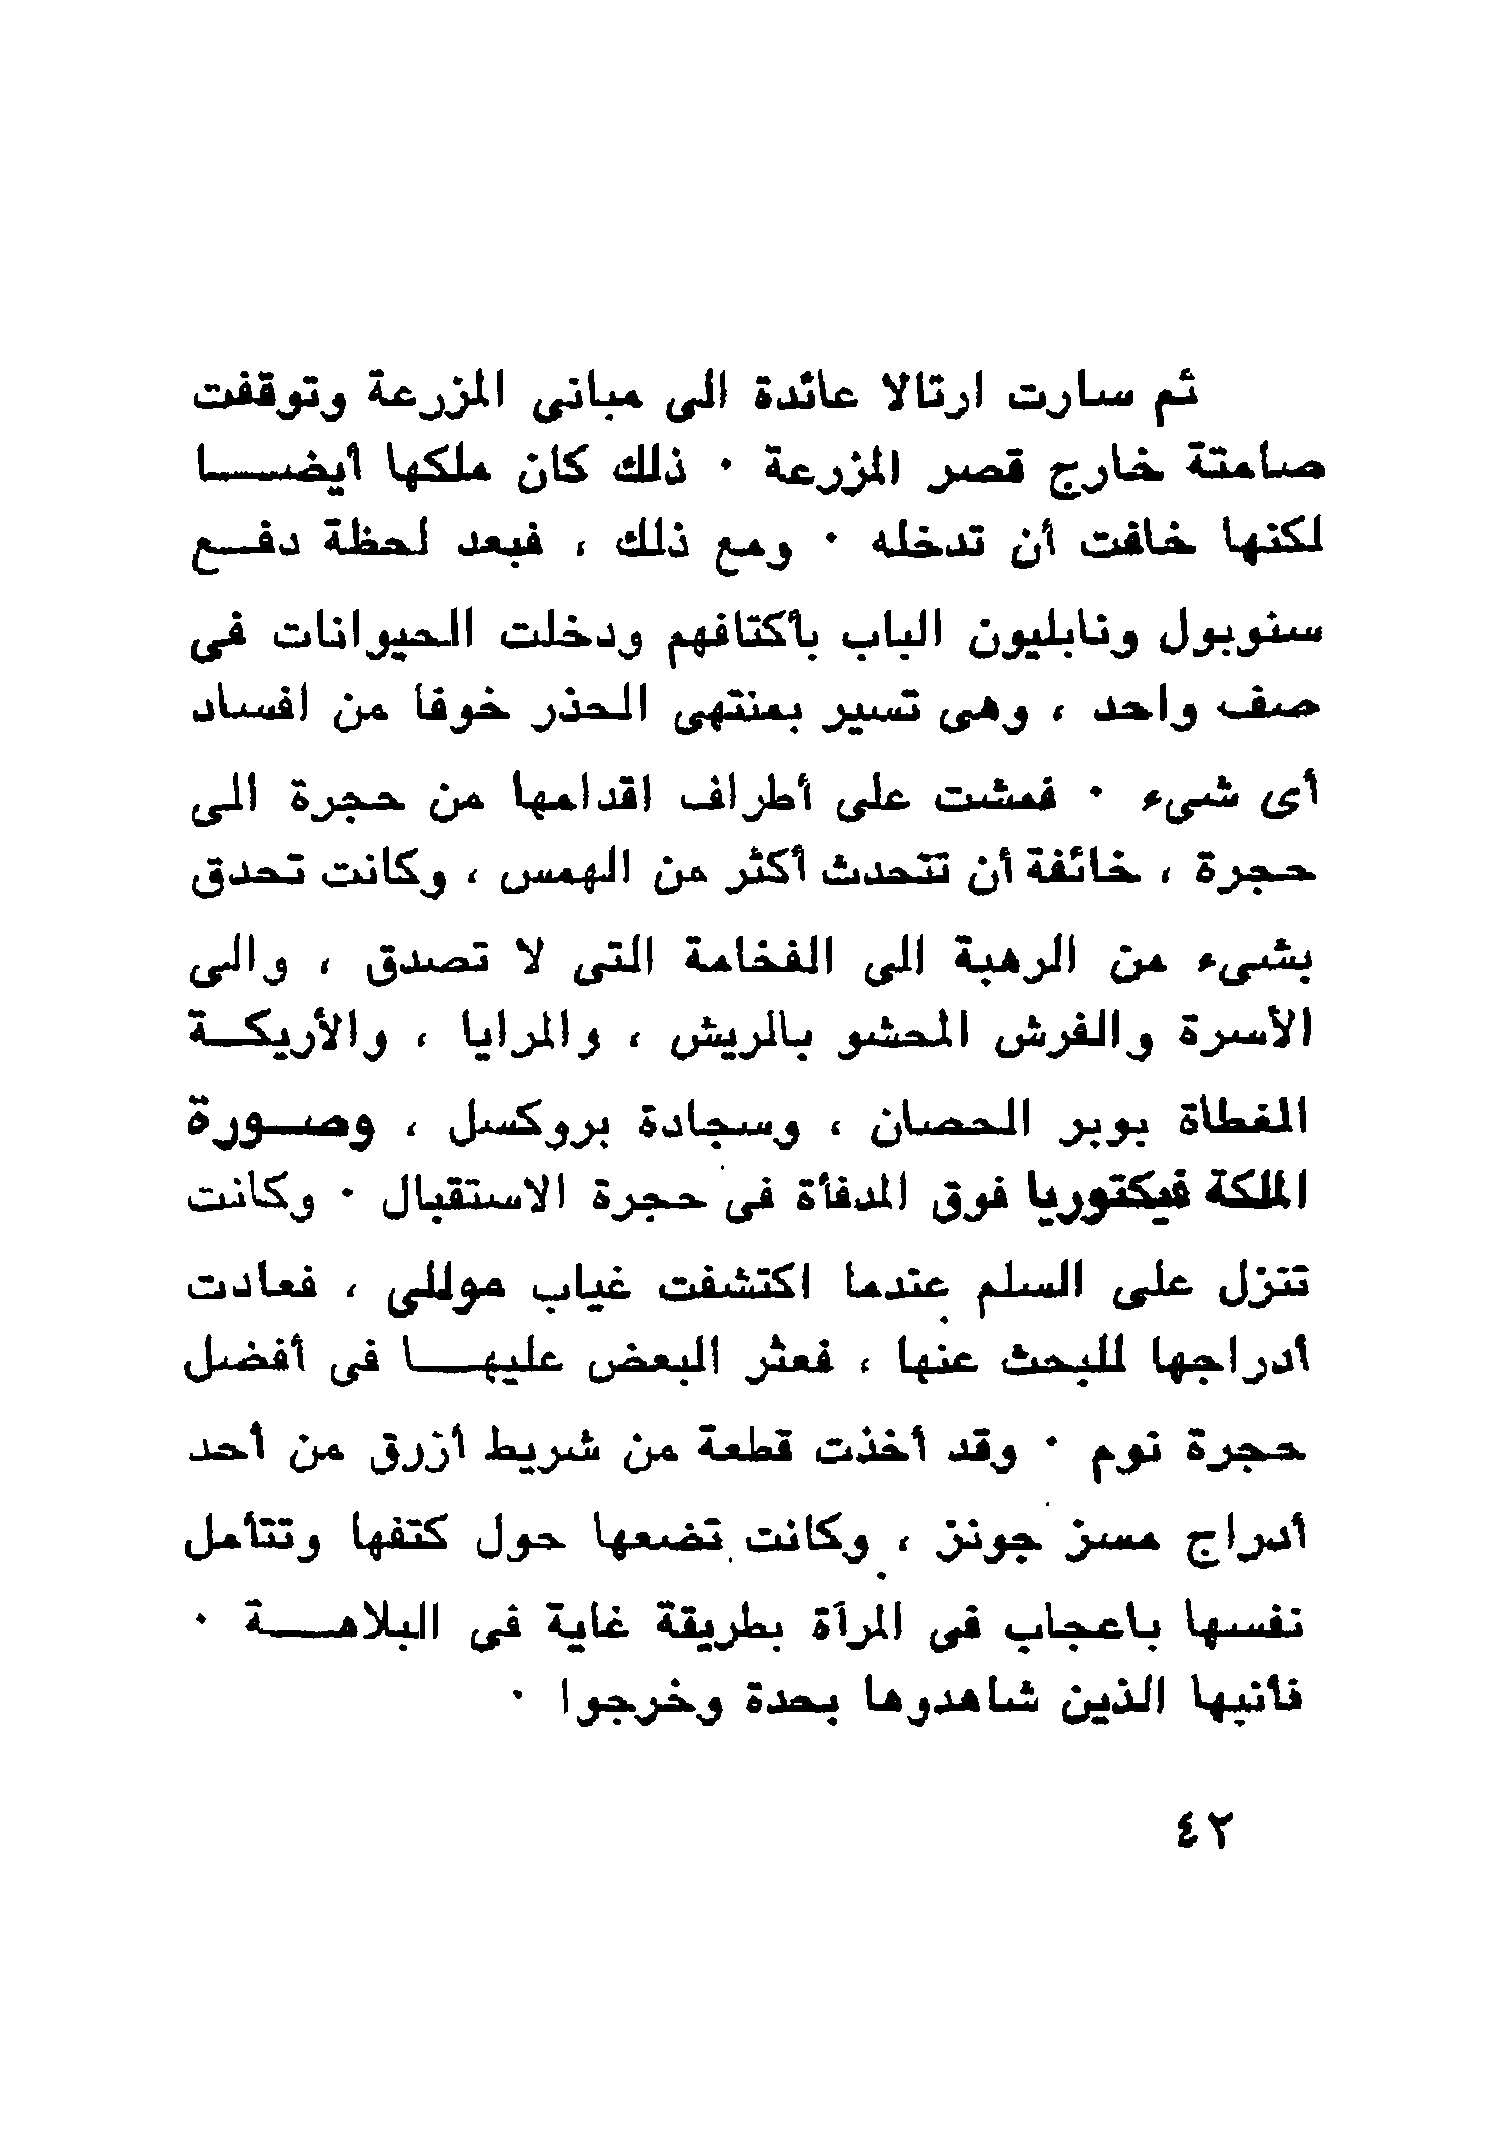 ثم سارت ارتالا عائدة الى مبانى المزرعة وتوقفت
صامتة خارج قصر المزرعة · ذلك كان ملكها أيضـــا
لكنها خافت أن تدخله · ومع ذلك ، فبعد لحظة دفــع
سنوبول ونابليون الباب بأكتافهم ودخلت الحيوانات فى
صف واحد ، وهى تسير بمنتهى الحذر خوفا من افساد
أى شىء · فمشت على أطراف اقدامها من حجرة الى
حجرة ، خائفة أن تتحدث أكثر من الهمس ، وكانت تحدق
بشىء من الرهبة الى الفخامة التى لا تصدق ، والى
الأسرة والفرش المحشو بالريش ، والمرايا ، والأريكــة
المغطاة بوبر الحصان ، وسجادة بروكسل ، وصــورة
الملكة فيكتوريا فوق المدفأة فى حجرة الاستقبال · وكانت
تنزل على السلم عندما اكتشفت غياب موللى ، فعادت
أدراجها للبحث عنها ، فعثر البعض عليهـــا فى أفضل
حجرة نوم · وقد أخذت قطعة من شريط أزرق من أحد
أدراج مسز جونز ، وكانت تضعها حول كتفها وتتأمل
نفسها باعجاب فى المرآة بطريقة غاية فى البلاهـــة ·
فأنبها الذين شاهدوها بحدة وخرجوا ·
٤٢